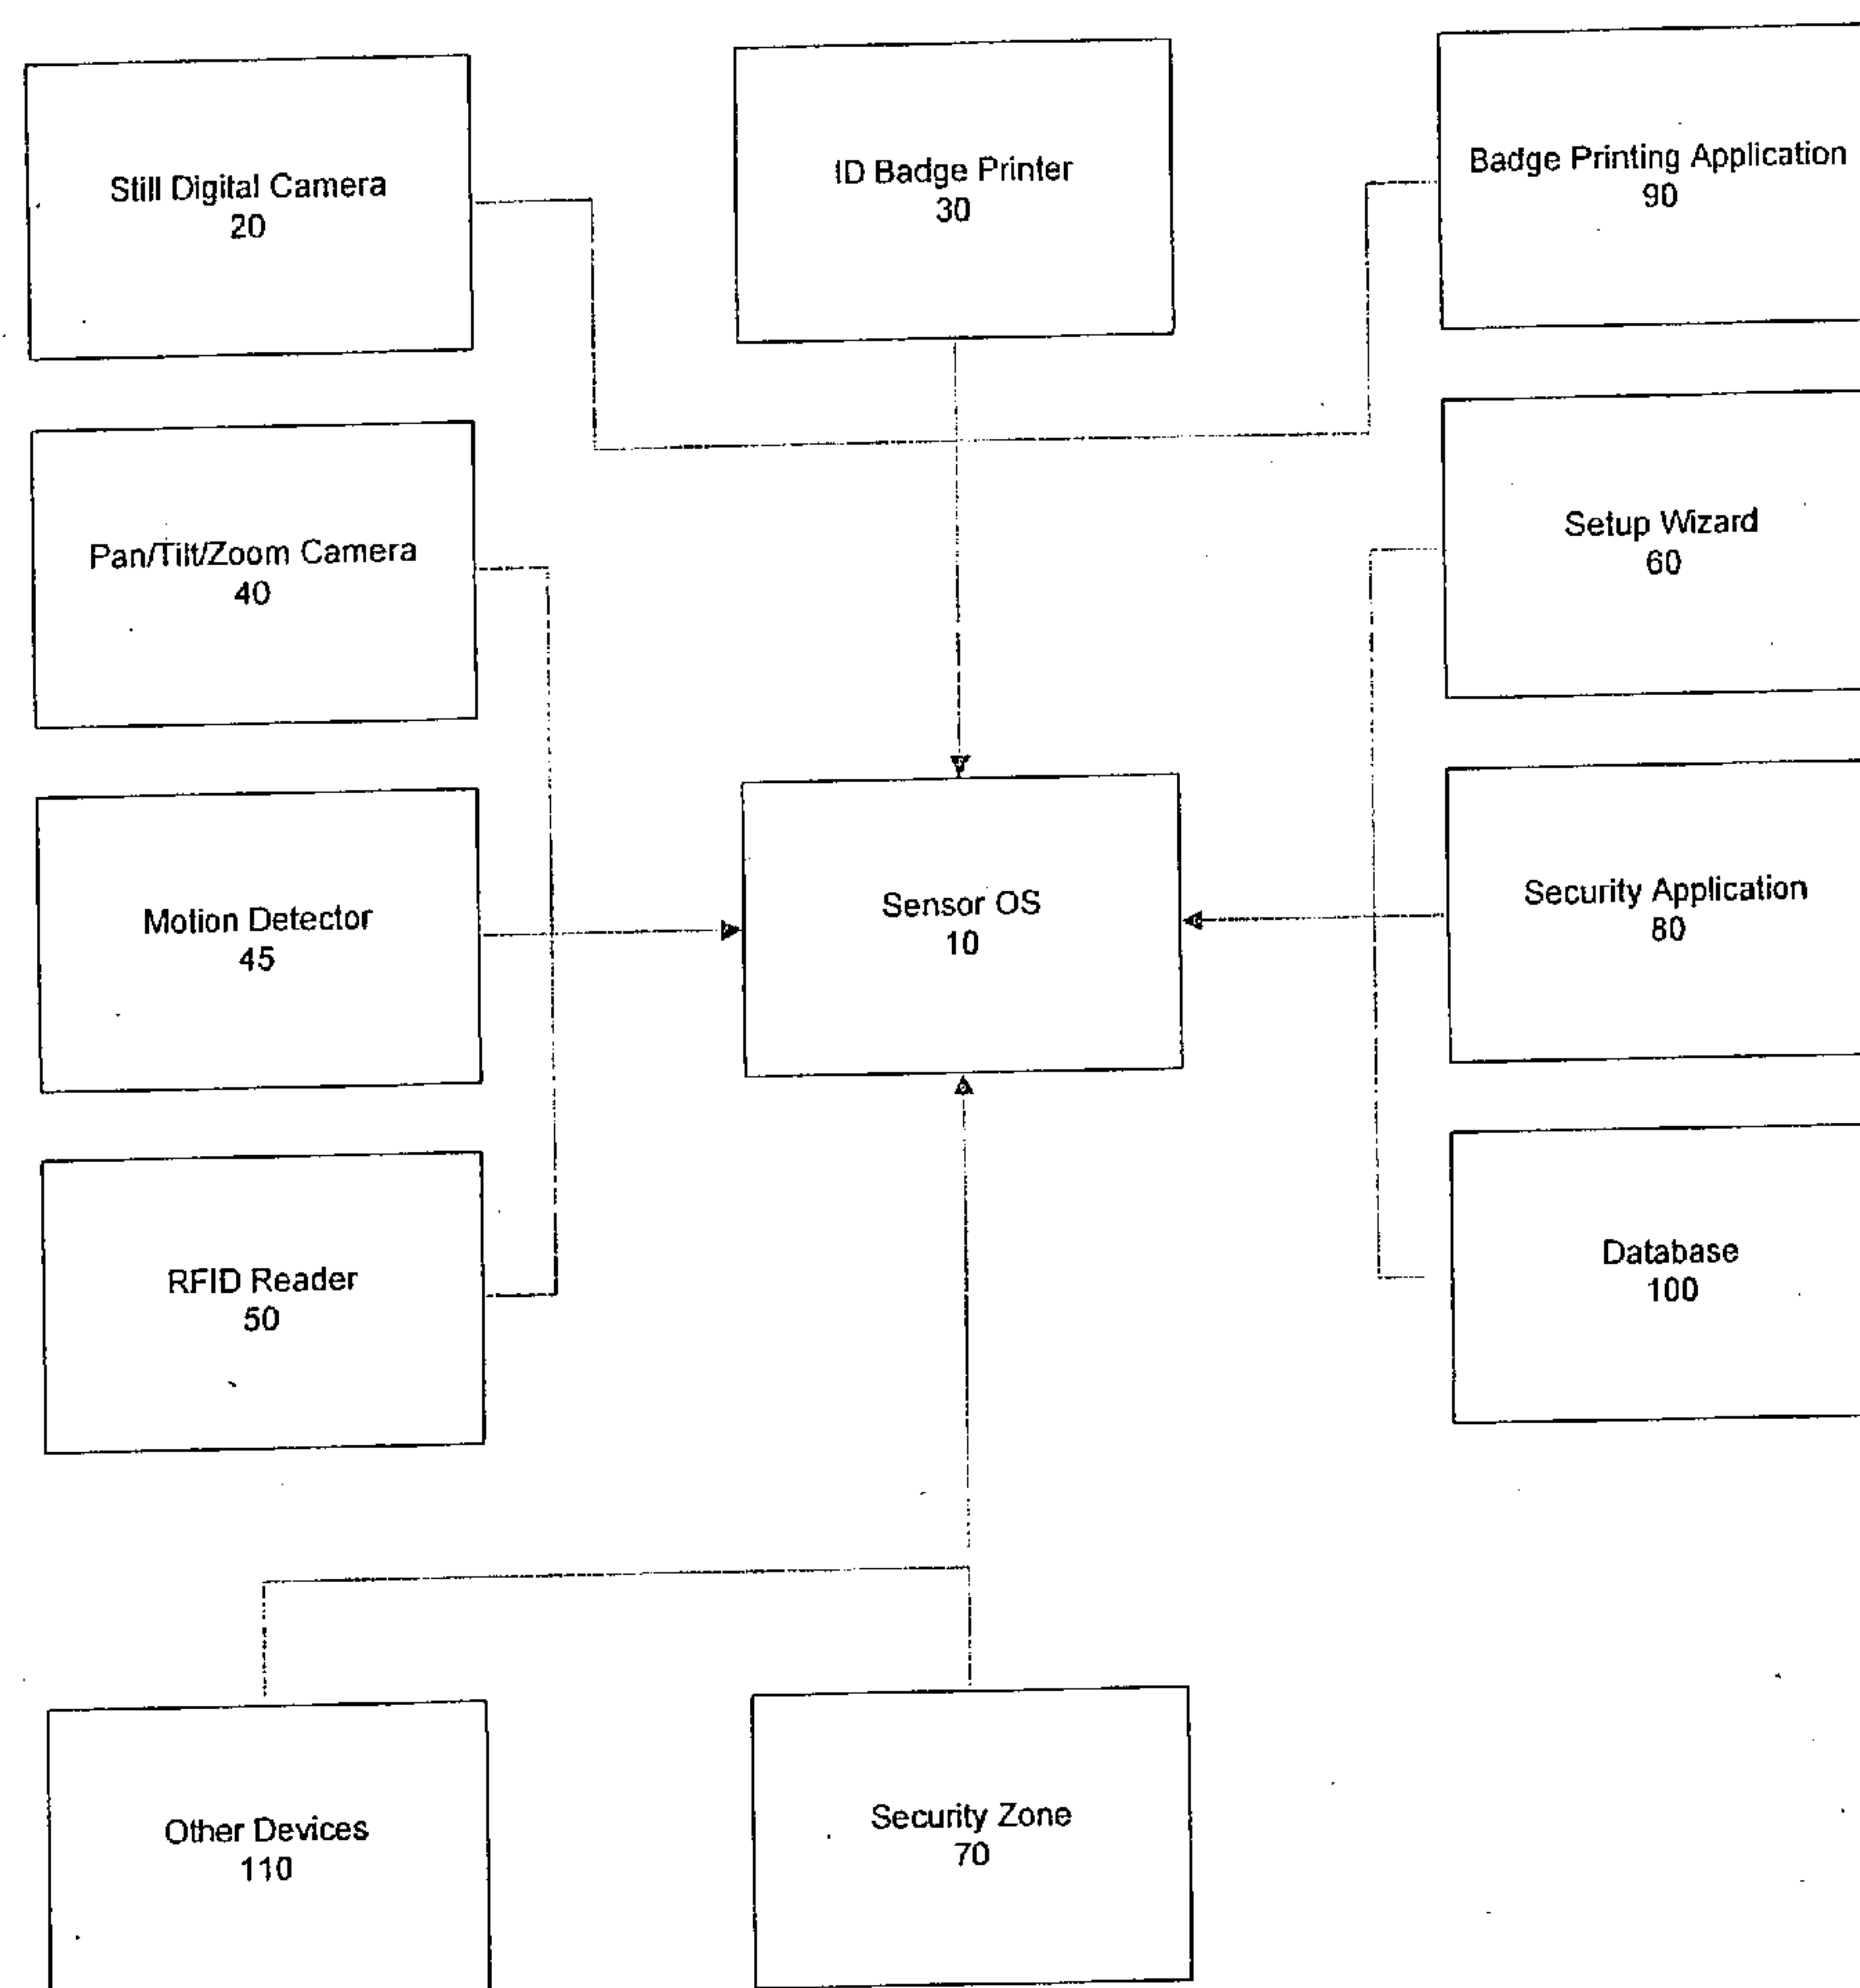 Still Digital Camera
20
ID Badge Printer
30
Badge Printing Application
90
Pan/Tilt/Zoom Camera
40
Setup Wizard
60
Motion Detector
45
Sensor OS
10
Security Application
80
RFID Reader
50
Database
100
Other Devices
110
Security Zone
70